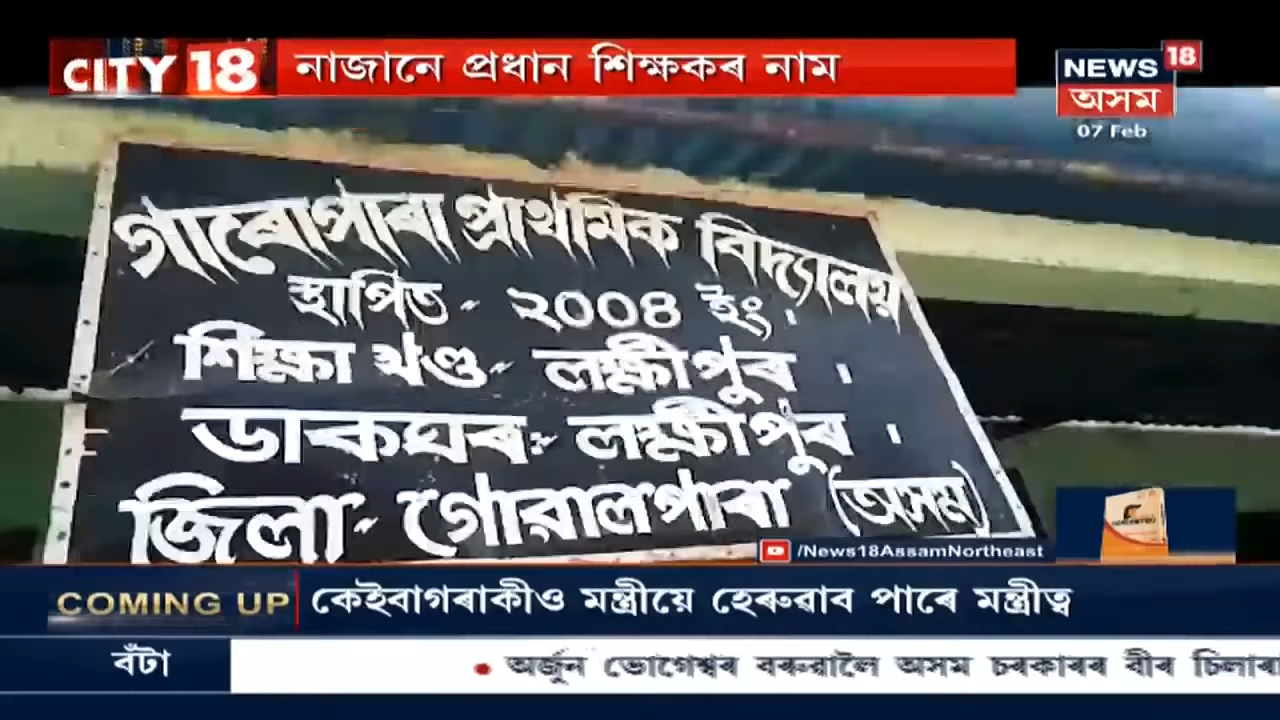 CITY 18 নাজানে প্ৰধান শিক্ষকৰ নাম
NEWS 18
অসম
07 Feb
গাৰোপাৰা প্ৰাথমিক বিদ্যালয়
স্থাপিত - ২০০৪ ইং।
শিক্ষা খণ্ড - লক্ষীপুৰ ।
ডাকঘৰ - লক্ষীপুৰ ।
জিলা - গোৱালপাৰা (অসম)
/News18AssamNortheast
COMING UP কেইবাগৰাকীও মন্ত্ৰীয়ে হেৰুৱাব পাৰে মন্ত্ৰীত্ব
বঁটা • অৰ্জুন ভোগেশ্বৰ বৰুৱালৈ অসম চৰকাৰৰ বীৰ চিলাৰা